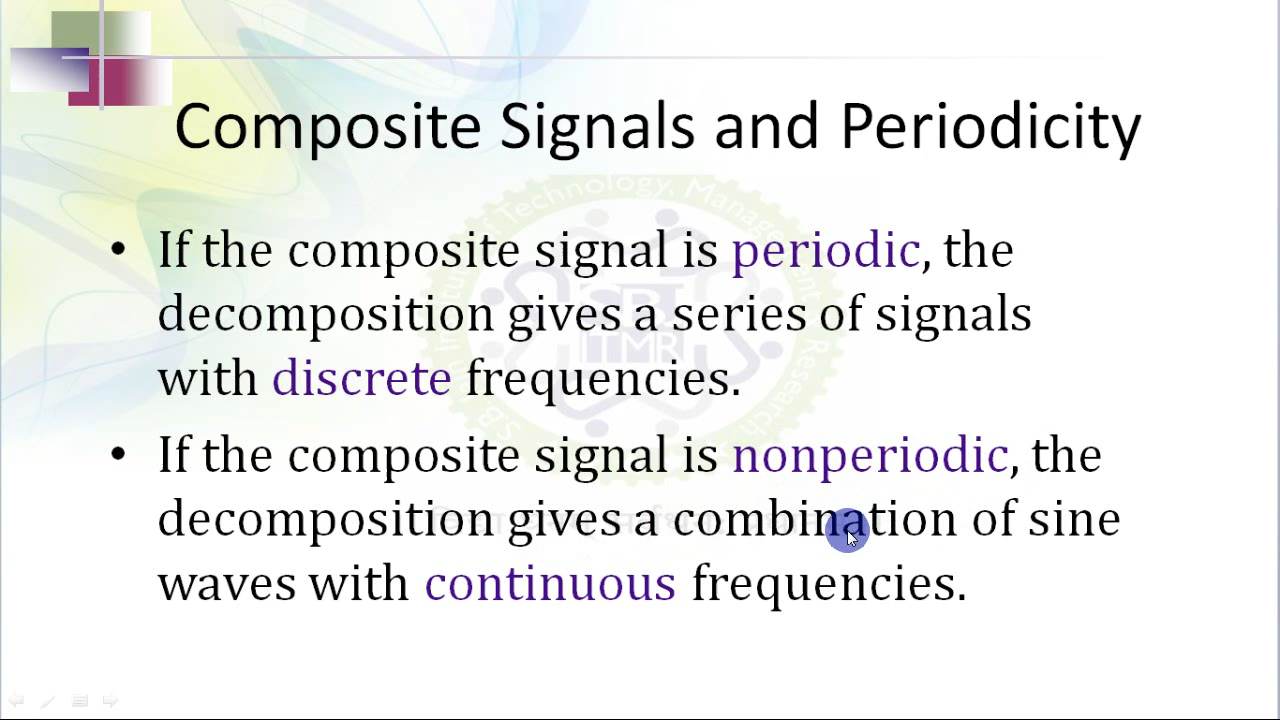 Composite Signals and Periodicity
• If the composite signal is periodic, the
decomposition gives a series of signals
with discrete frequencies.
• If the composite signal is nonperiodic, the
decomposition gives a combination of sine
waves with continuous frequencies.